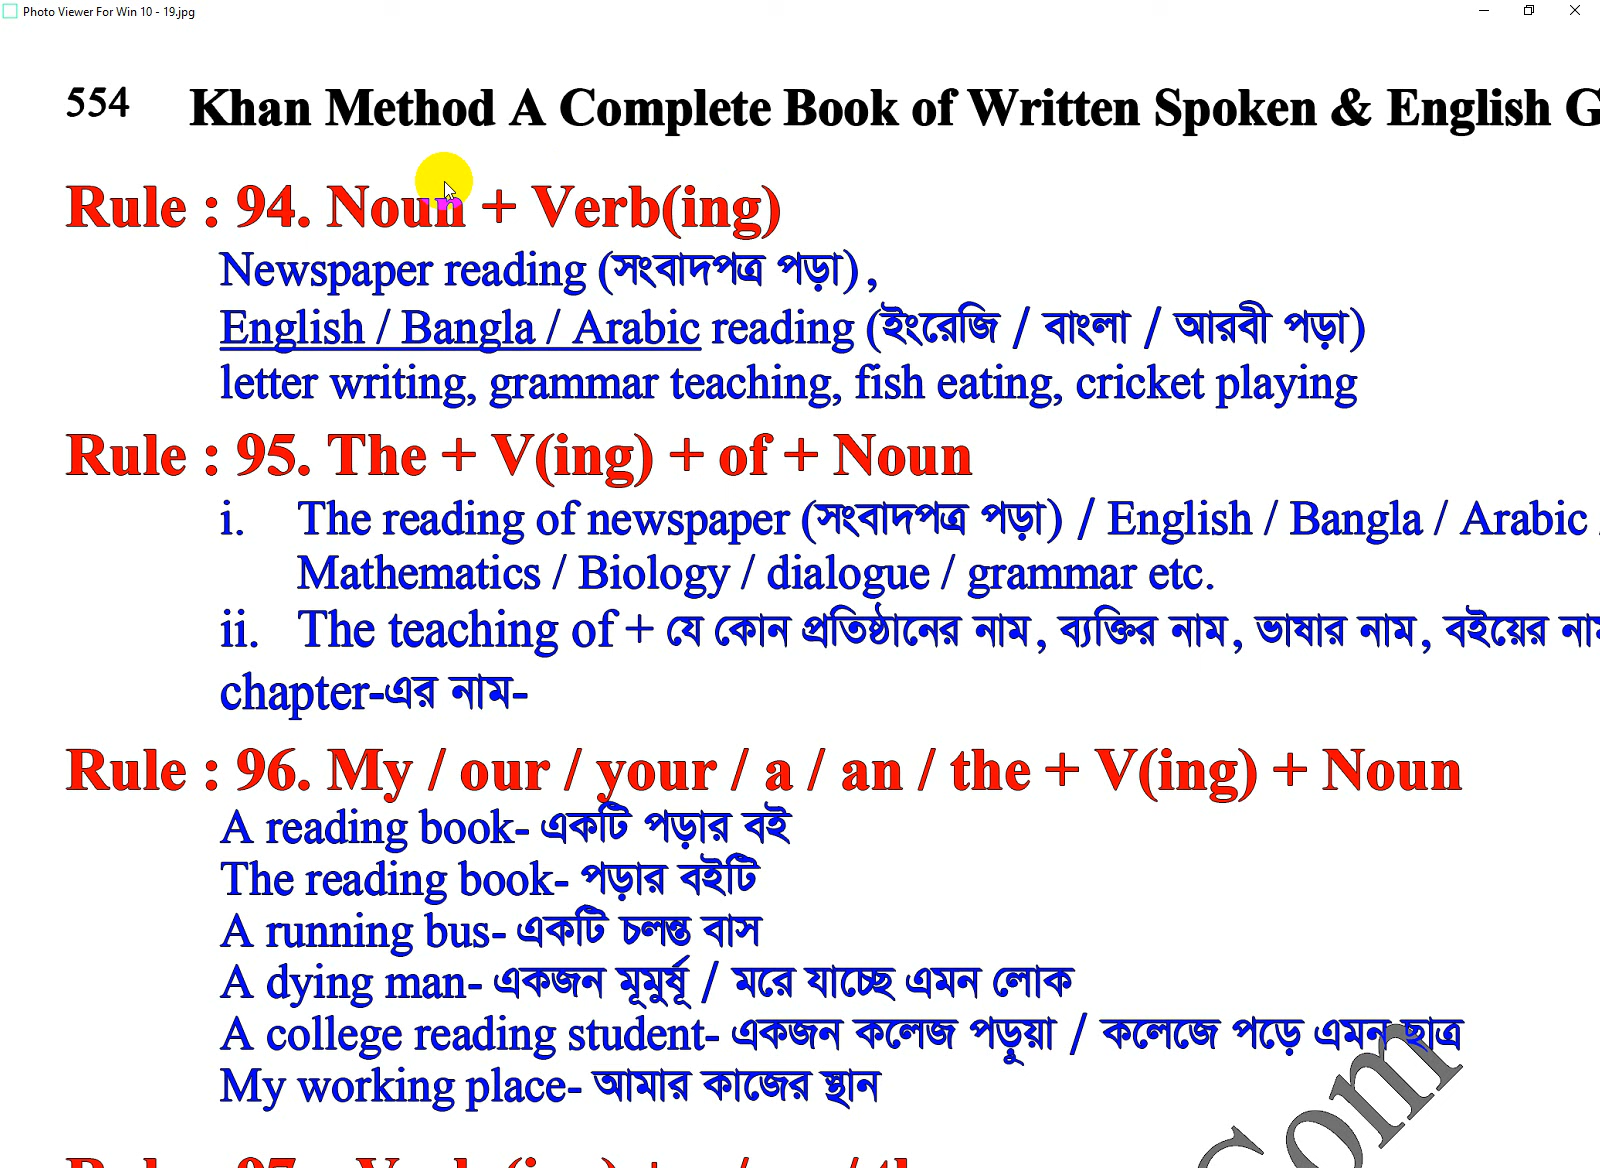 Photo Viewer For Win 10 - 19.jpg
554 Khan Method A Complete Book of Written Spoken & English G
Rule : 94. Noun + Verb(ing)
Newspaper reading (সংবাদপত্র পড়া),
English / Bangla / Arabic reading (ইংরেজি / বাংলা / আরবী পড়া)
letter writing, grammar teaching, fish eating, cricket playing
Rule : 95. The + V(ing) + of + Noun
i. The reading of newspaper (সংবাদপত্র পড়া) / English / Bangla / Arabic
Mathematics / Biology / dialogue / grammar etc.
ii. The teaching of + যে কোন প্রতিষ্ঠানের নাম, ব্যক্তির নাম, ভাষার নাম, বইয়ের
chapter-এর নাম-
Rule : 96. My / our / your / a / an / the + V(ing) + Noun
A reading book- একটি পড়ার বই
The reading book- পড়ার বইটি
A running bus- একটি চলন্ত বাস
A dying man- একজন মূমুর্ষূ / মরে যাচ্ছে এমন লোক
A college reading student- একজন কলেজ পড়ুয়া / কলেজে পড়ে এমন ছাত্র
My working place- আমার কাজের স্থান
Com